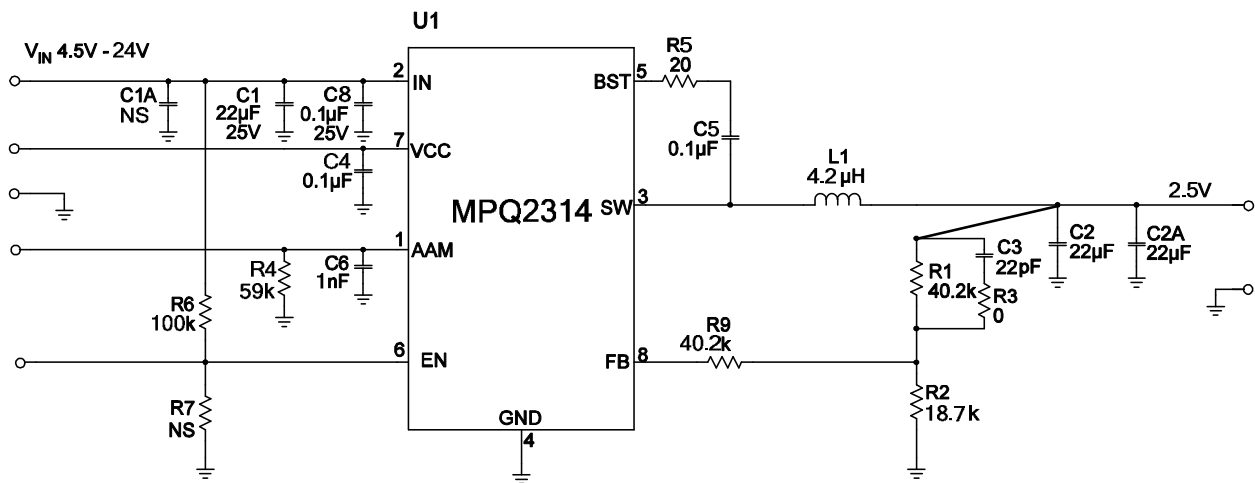 U1
V_IN 4.5V - 24V
C1A
NS
C1
22µF
25V
C8
0.1µF
25V
2
IN
7
VCC
C4
0.1µF
1
AAM
R4
59k
C6
1nF
R6
100k
6
EN
R7
NS
MPQ2314
GND
4
BST
5
R5
20
C5
0.1µF
SW
3
L1
4.2µH
2.5V
C3
22pF
R1
40.2k
R3
0
C2
22µF
C2A
22µF
FB
8
R9
40.2k
R2
18.7k